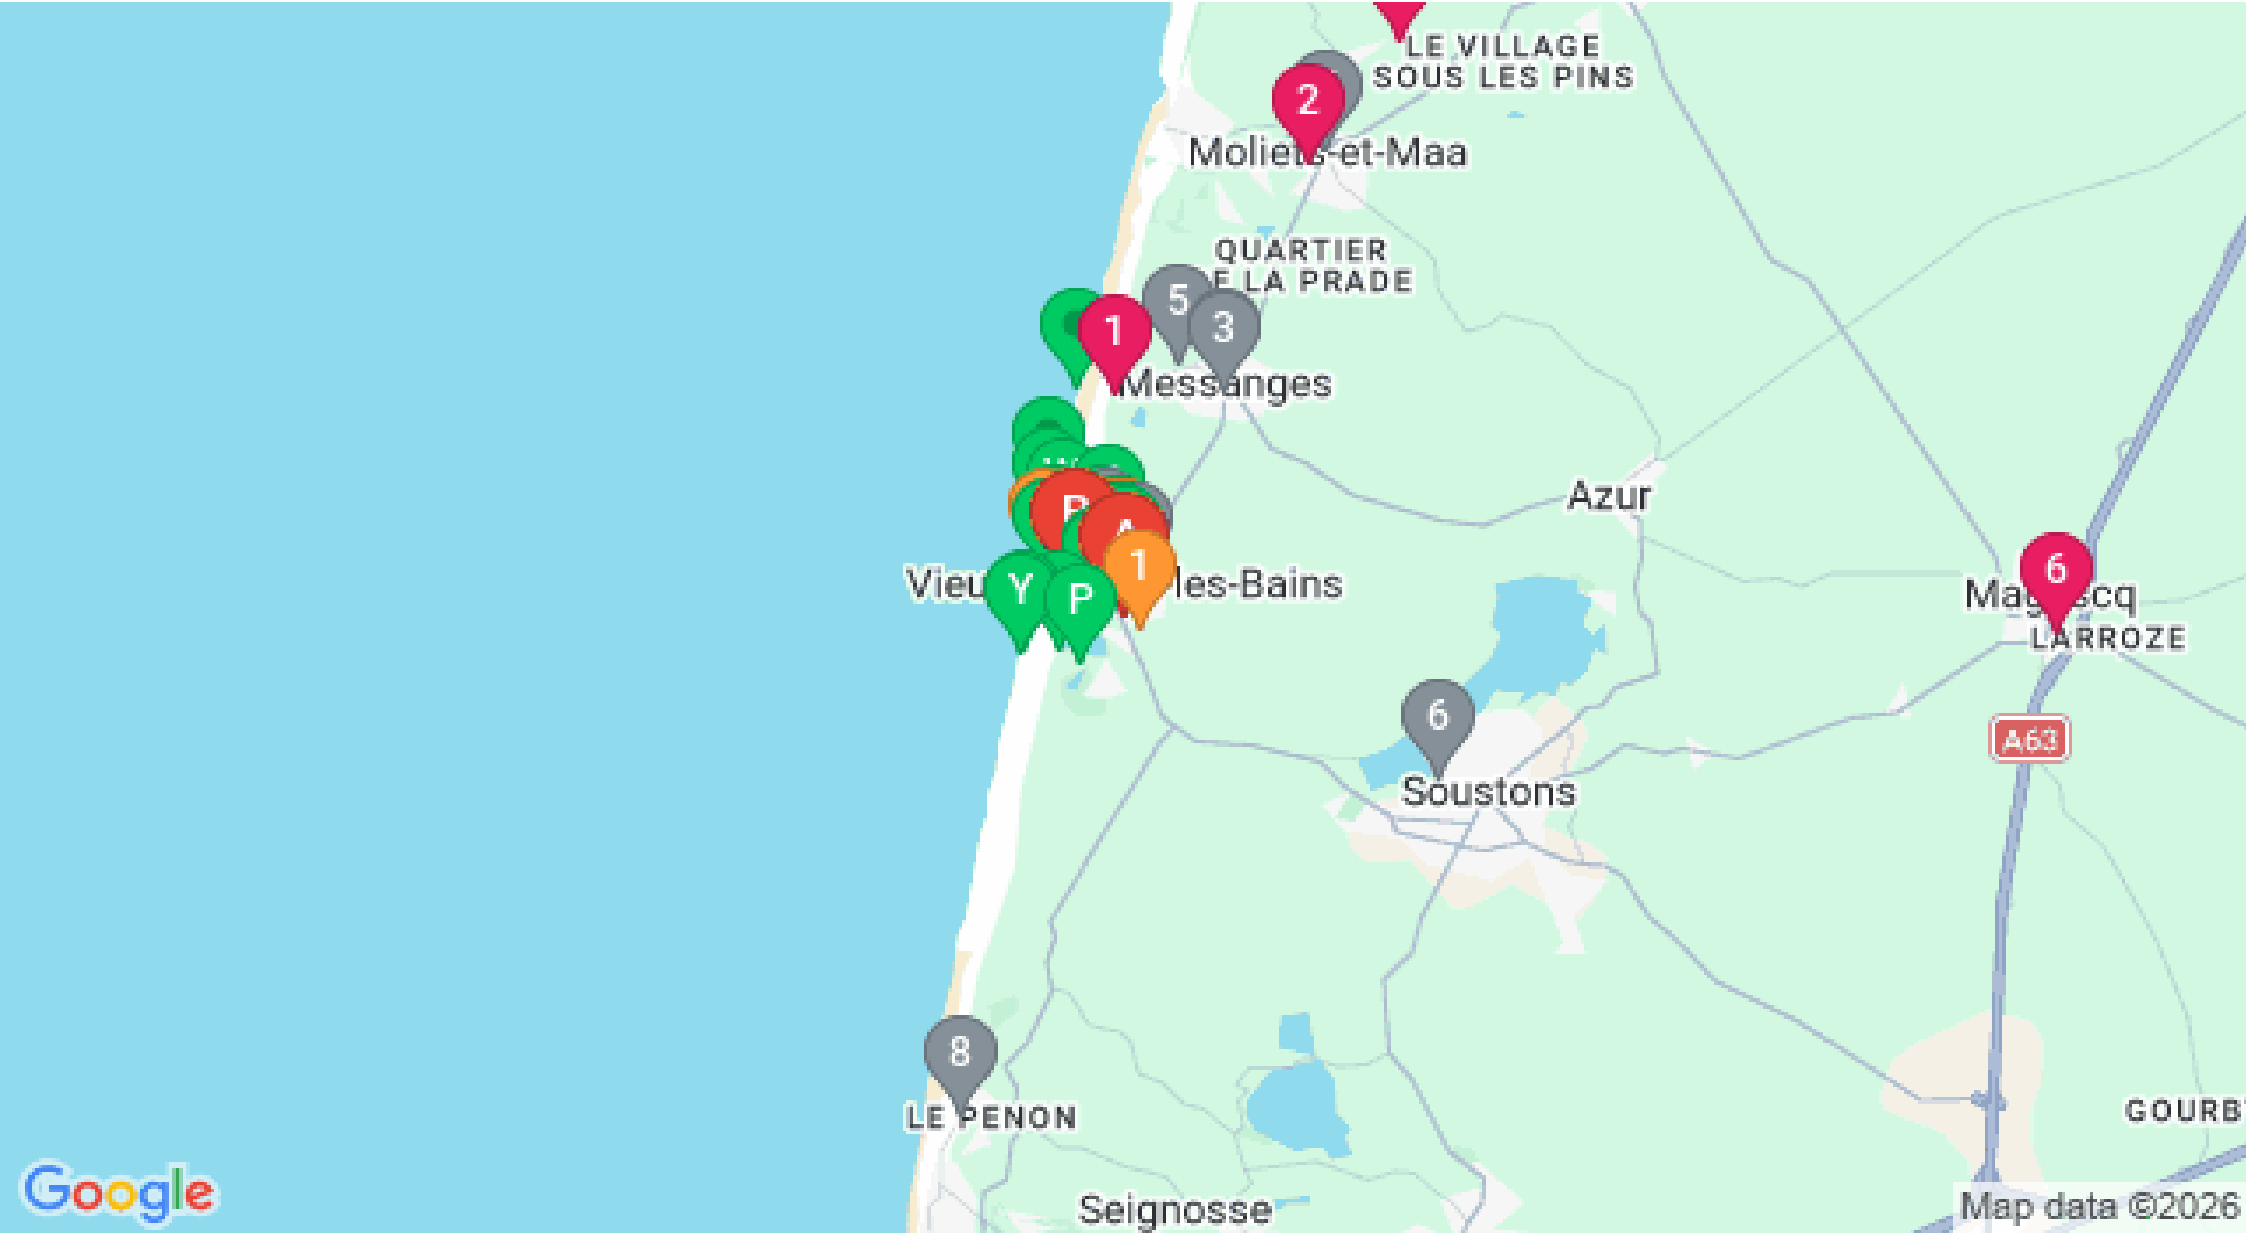 LE VILLAGE
SOUS LES PINS
2
Moliets-et-Maa
QUARTIER
E LA PRADE
5
3
1
Messanges
Azur
1
Y
P
les-Bains
6
LARROZE
A63
6
Soustons
8
LE PENON
GOURB
Seignosse
Google
Map data ©2026